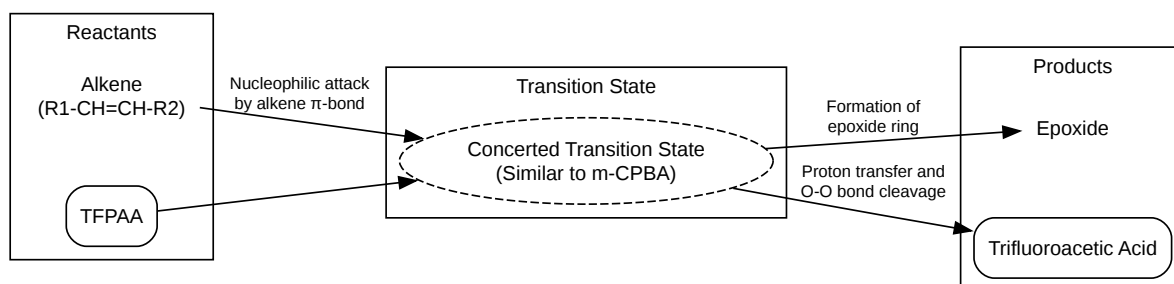 Reactants
Alkene
(R1-CH=CH-R2)
TFPAA
Nucleophilic attack
by alkene π-bond
Transition State
Concerted Transition State
(Similar to m-CPBA)
Formation of
epoxide ring
Proton transfer and
O-O bond cleavage
Products
Epoxide
Trifluoroacetic Acid